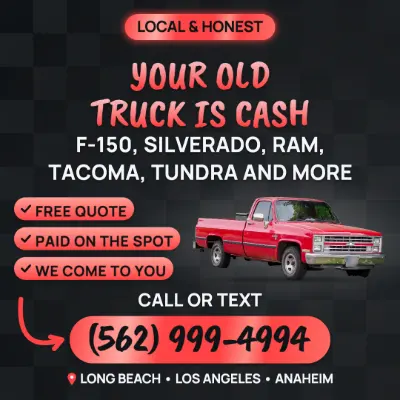 LOCAL & HONEST
YOUR OLD
TRUCK IS CASH
F-150, SILVERADO, RAM,
TACOMA, TUNDRA AND MORE
FREE QUOTE
PAID ON THE SPOT
WE COME TO YOU
CALL OR TEXT
(562) 999-4994
LONG BEACH • LOS ANGELES • ANAHEIM